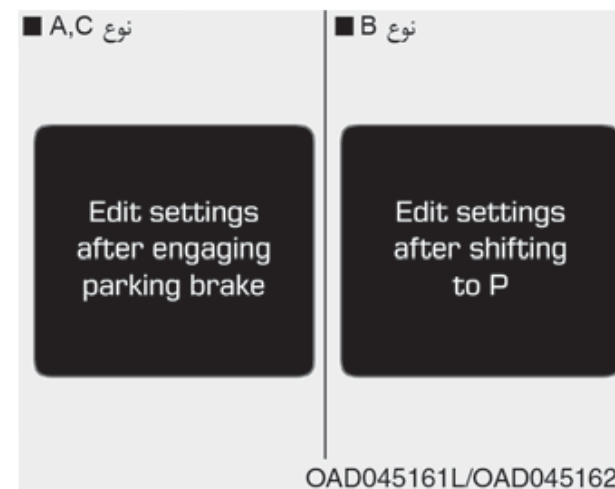 ■ A,C نوع
■ B نوع
Edit settings
after engaging
parking brake
Edit settings
after shifting
to P
OAD045161L/OAD045162